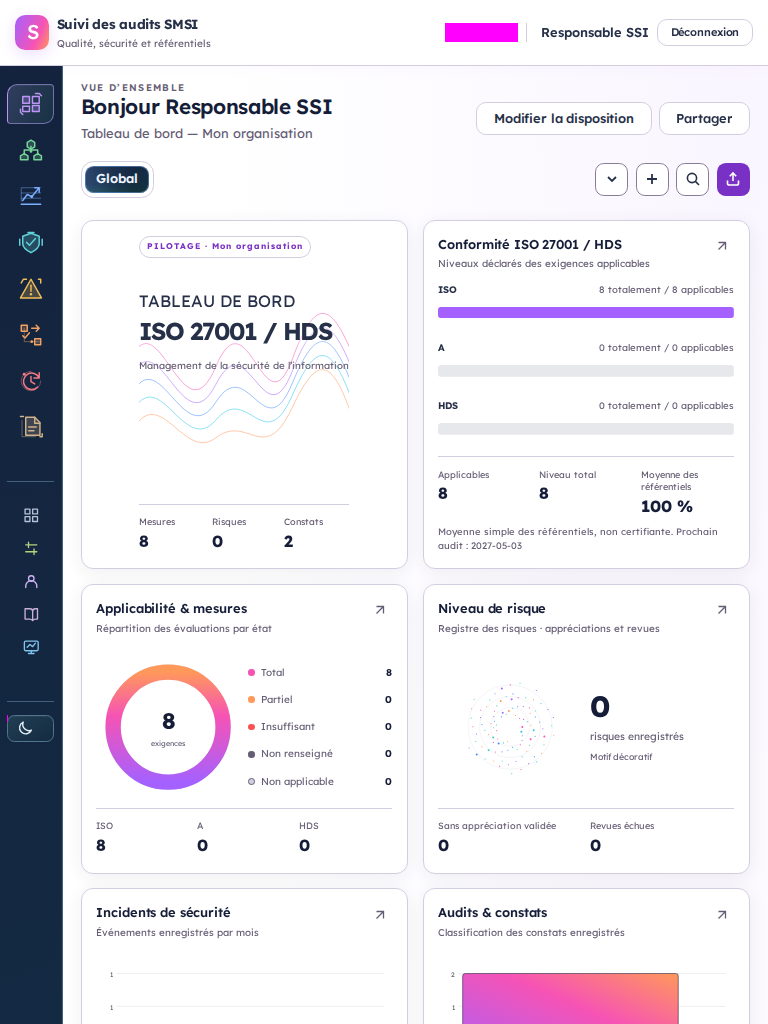 S
Suivi des audits SMSI
Qualité, sécurité et référentiels
Responsable SSI
Déconnexion
VUE D'ENSEMBLE
Bonjour Responsable SSI
Tableau de bord — Mon organisation
Modifier la disposition
Partager
Global
PILOTAGE · Mon organisation
TABLEAU DE BORD
ISO 27001 / HDS
Management de la sécurité de l'information
Mesures
8
Risques
0
Constats
2
Conformité ISO 27001 / HDS
Niveaux déclarés des exigences applicables
ISO
8 totalement / 8 applicables
A
0 totalement / 0 applicables
HDS
0 totalement / 0 applicables
Applicables
8
Niveau total
8
Moyenne des
référentiels
100 %
Moyenne simple des référentiels, non certifiante. Prochain
audit : 2027-05-03
Applicabilité & mesures
Répartition des évaluations par état
8
exigences
Total 8
Partiel 0
Insuffisant 0
Non renseigné 0
Non applicable 0
ISO
8
A
0
HDS
0
Niveau de risque
Registre des risques · appréciations et revues
0
risques enregistrés
Motif décoratif
Sans appréciation validée
0
Revues échues
0
Incidents de sécurité
Événements enregistrés par mois
1
1
Audits & constats
Classification des constats enregistrés
2
1